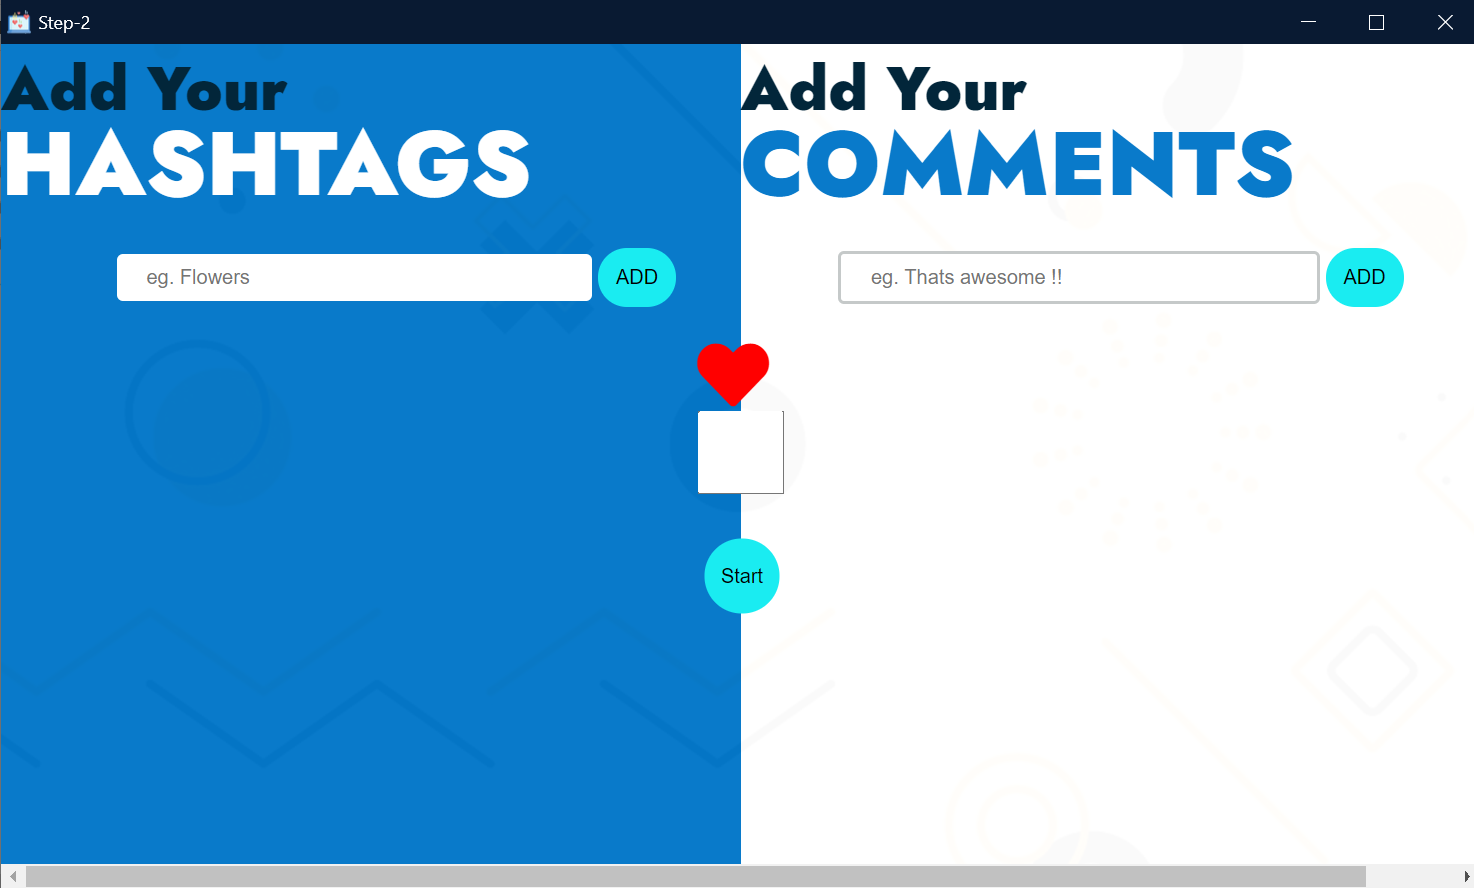 Step-2
Add Your
HASHTAGS
eg. Flowers
ADD
Add Your
COMMENTS
eg. Thats awesome !!
ADD
Start